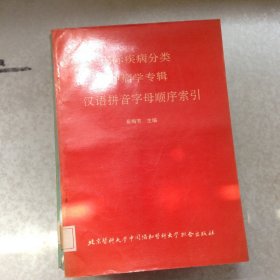 际疾病分类
瘤学专辑
汉语拼音字母顺序索引
主编
北京医科大学中国协和医科大学联合出版社